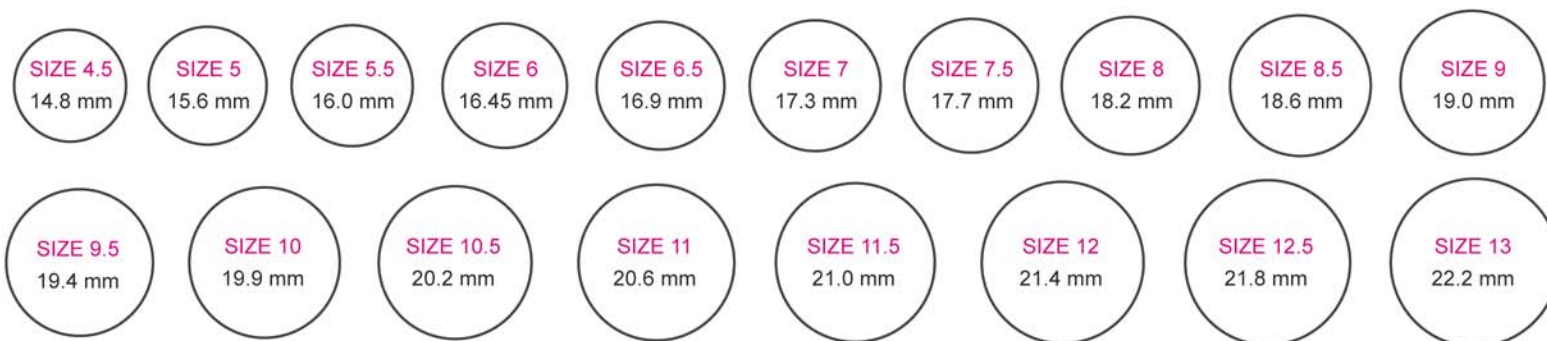 SIZE 4.5
14.8 mm
SIZE 5
15.6 mm
SIZE 5.5
16.0 mm
SIZE 6
16.45 mm
SIZE 6.5
16.9 mm
SIZE 7
17.3 mm
SIZE 7.5
17.7 mm
SIZE 8
18.2 mm
SIZE 8.5
18.6 mm
SIZE 9
19.0 mm
SIZE 9.5
19.4 mm
SIZE 10
19.9 mm
SIZE 10.5
20.2 mm
SIZE 11
20.6 mm
SIZE 11.5
21.0 mm
SIZE 12
21.4 mm
SIZE 12.5
21.8 mm
SIZE 13
22.2 mm